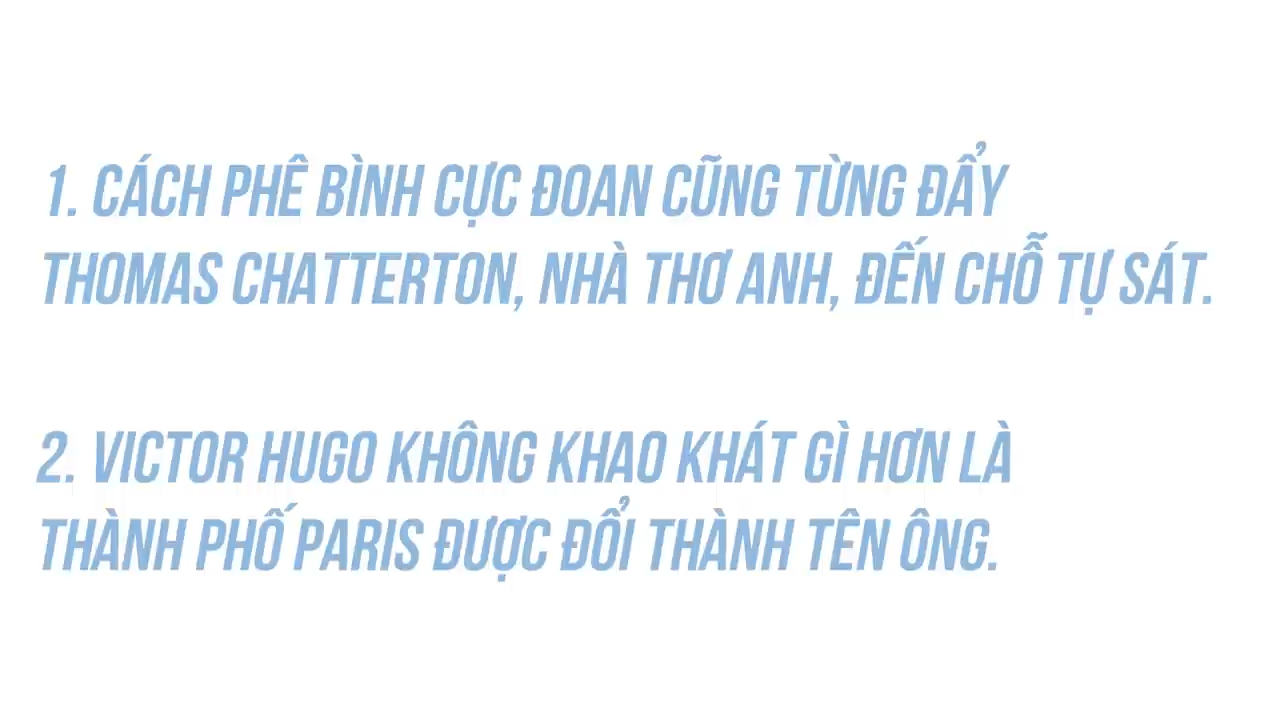 1. CÁCH PHÊ BÌNH CỰC ĐOAN CŨNG TỪNG ĐẨY
THOMAS CHATTERTON, NHÀ THƠ ANH, ĐẾN CHỖ TỰ SÁT.
2. VICTOR HUGO KHÔNG KHAO KHÁT GÌ HƠN LÀ
THÀNH PHỐ PARIS ĐƯỢC ĐỔI THÀNH TÊN ÔNG.